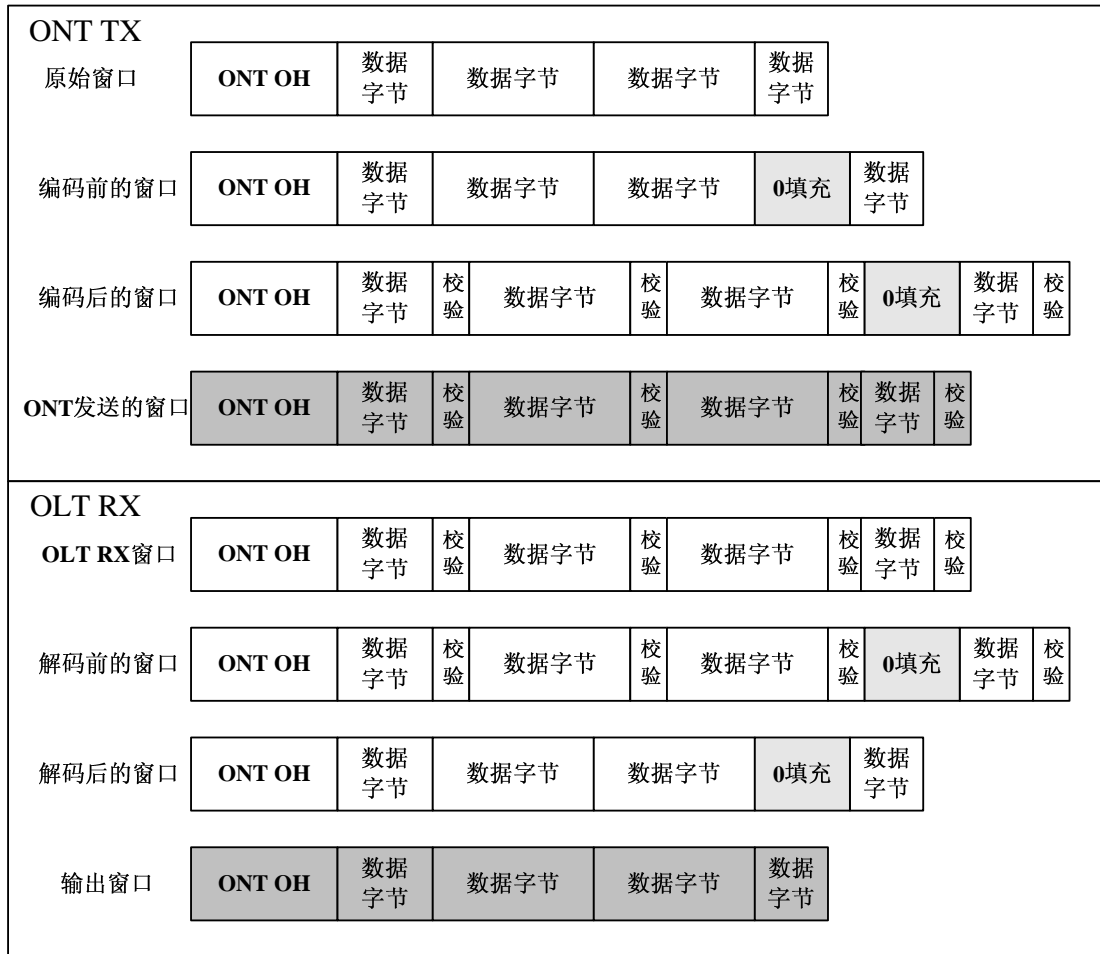 ONT TX
原始窗口 ONT OH 数据字节 数据字节 数据字节 数据字节
编码前的窗口 ONT OH 数据字节 数据字节 数据字节 0填充 数据字节
编码后的窗口 ONT OH 数据字节 校验 数据字节 校验 数据字节 校验 0填充 数据字节 校验
ONT发送的窗口 ONT OH 数据字节 校验 数据字节 校验 数据字节 校验 数据字节 校验
OLT RX
OLT RX窗口 ONT OH 数据字节 校验 数据字节 校验 数据字节 校验 数据字节 校验
解码前的窗口 ONT OH 数据字节 校验 数据字节 校验 数据字节 校验 0填充 数据字节 校验
解码后的窗口 ONT OH 数据字节 数据字节 数据字节 0填充 数据字节
输出窗口 ONT OH 数据字节 数据字节 数据字节 数据字节